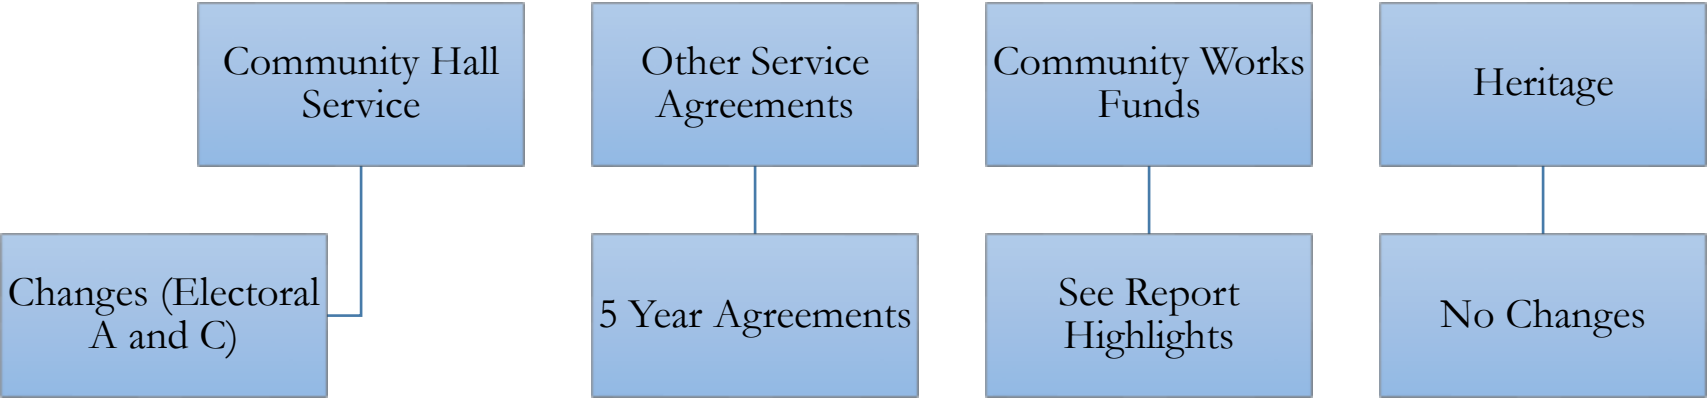 Community Hall
Service
Other Service
Agreements
Community Works
Funds
Heritage
Changes (Electoral
A and C)
5 Year Agreements
See Report
Highlights
No Changes